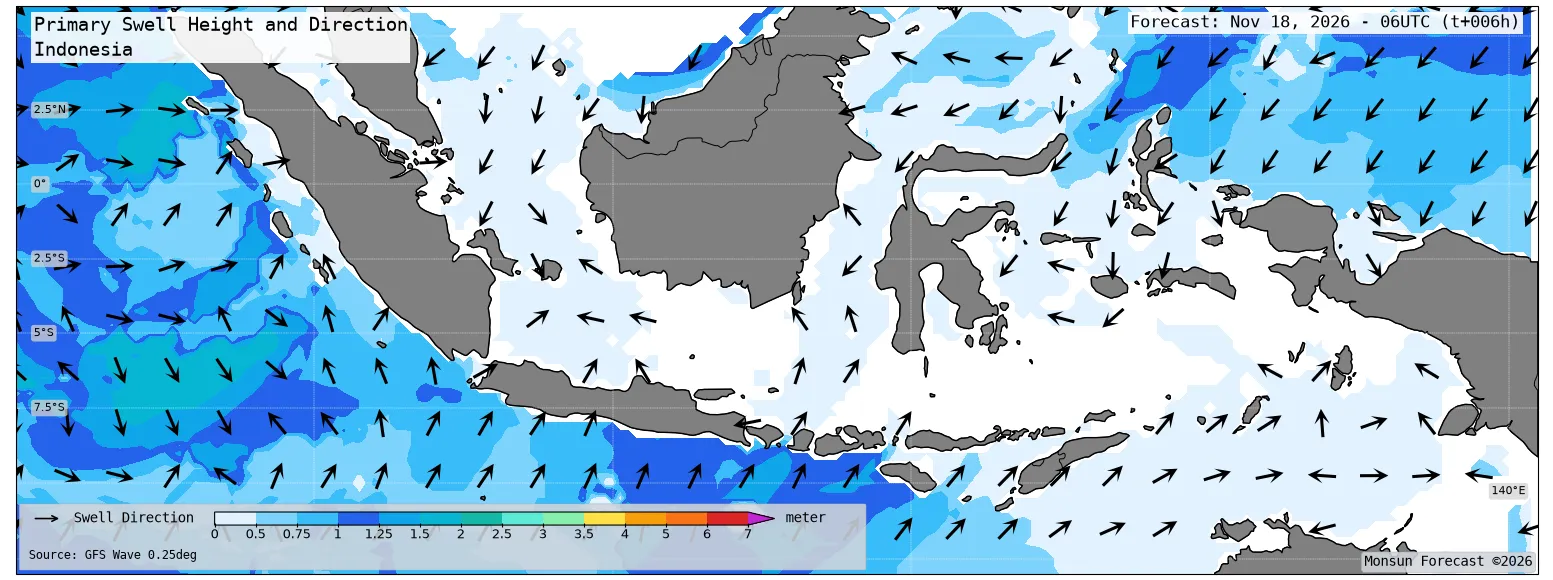 Primary Swell Height and Direction
Indonesia
Forecast: Nov 18, 2026 - 06UTC (t+006h)
2.5°N
0°
2.5°S
5°S
7.5°S
140°E
Swell Direction
meter
0 0.5 0.75 1 1.25 1.5 2 2.5 3 3.5 4 5 6 7
Source: GFS Wave 0.25deg
Monsun Forecast ©2026